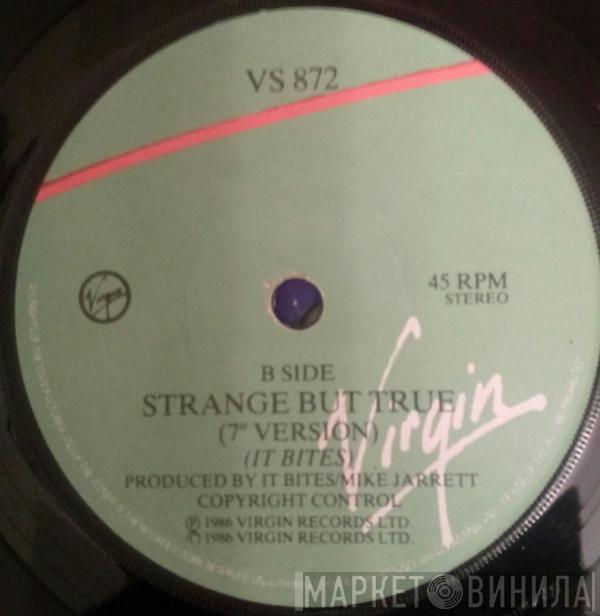 VS 872
Virgin
45 RPM
STEREO
B SIDE
STRANGE BUT TRUE
(7" VERSION)
(IT BITES)
Virgin
PRODUCED BY IT BITES/MIKE JARRETT
COPYRIGHT CONTROL
Ⓟ 1986 VIRGIN RECORDS LTD.
© 1986 VIRGIN RECORDS LTD.
МАРКЕТ ВИНИЛА